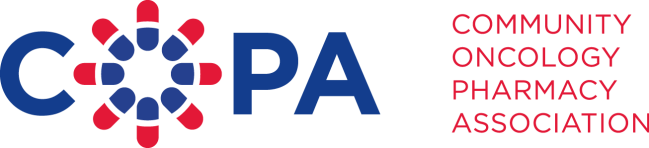 COPA
COMMUNITY
ONCOLOGY
PHARMACY
ASSOCIATION